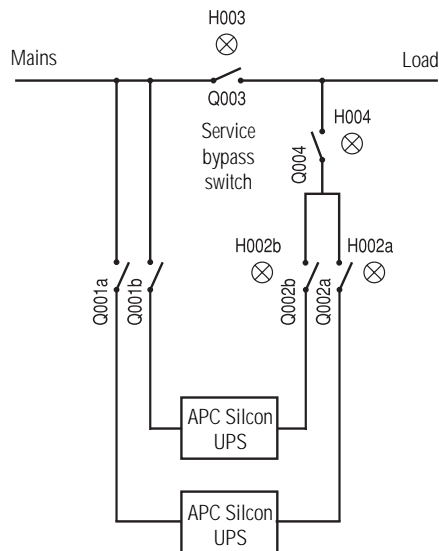 H003
Mains
Load
Q003
H004
Service
bypass
switch
Q004
H002b
H002a
Q001a
Q001b
Q002b
Q002a
APC Silcon
UPS
APC Silcon
UPS